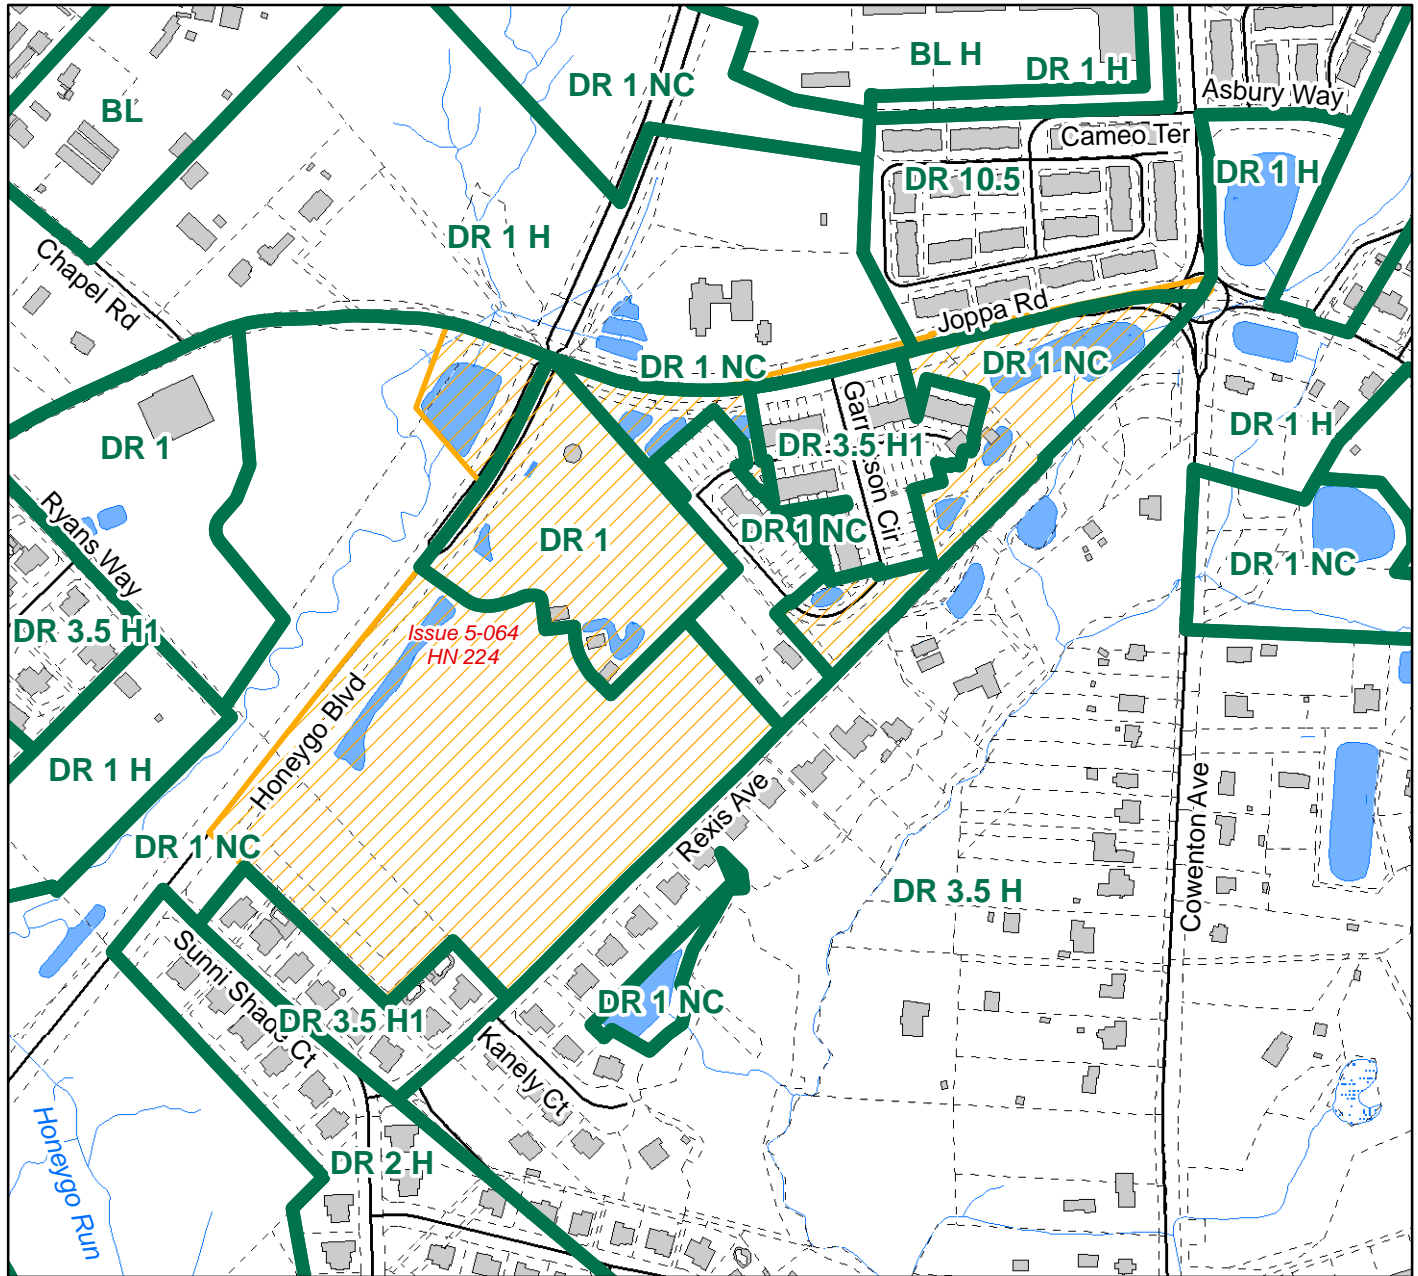 BL H
DR 1 H
DR 1 NC
Asbury Way
BL
Cameo Ter
DR 10.5
DR 1 H
DR 1 H
Chapel Rd
Joppa Rd
DR 1 NC
DR 1 NC
DR 1 H
DR 1
Garrison Cir
DR 3.5 H1
DR 1 NC
DR 1
DR 1 NC
Ryans Way
DR 3.5 H1
Issue 5-064
HN 224
Honeygo Blvd
DR 1 H
DR 1 NC
Rexis Ave
Cowenton Ave
DR 3.5 H
Sunni Shade Ct
DR 3.5 H1
DR 1 NC
Kanely Ct
Honeygo Run
DR 2 H